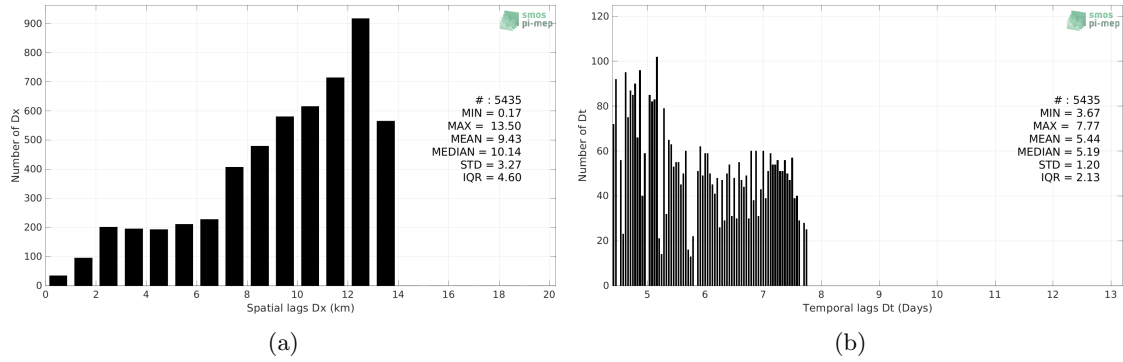 900
800
700
600
500
400
300
200
100
0
Number of Dx
0 2 4 6 8 10 12 14 16 18 20
Spatial lags Dx (km)
smos
pi-mep
# : 5435
MIN = 0.17
MAX = 13.50
MEAN = 9.43
MEDIAN = 10.14
STD = 3.27
IQR = 4.60
(a)
120
100
80
60
40
20
0
Number of Dt
5 6 7 8 9 10 11 12 13
Temporal lags Dt (Days)
smos
pi-mep
# : 5435
MIN = 3.67
MAX = 7.77
MEAN = 5.44
MEDIAN = 5.19
STD = 1.20
IQR = 2.13
(b)